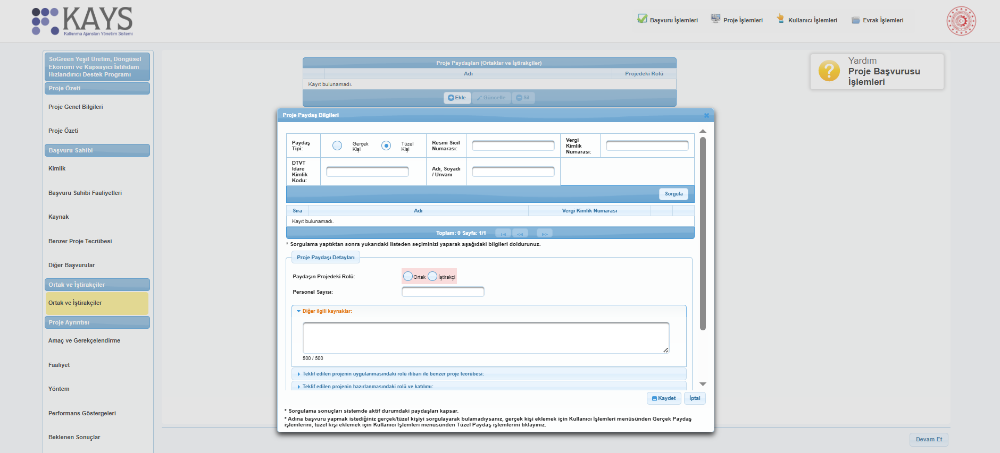 KAYS
Kalkınma Ajansları Yönetim Sistemi
Başvuru İşlemleri
Proje İşlemleri
Kullanıcı İşlemleri
Evrak İşlemleri
SoGreen Yeşil Üretim, Döngüsel
Ekonomi ve Kapsayıcı İstihdam
Hızlandırıcı Destek Programı
Proje Özeti
Proje Genel Bilgileri
Proje Özeti
Başvuru Sahibi
Kimlik
Başvuru Sahibi Faaliyetleri
Kaynak
Benzer Proje Tecrübesi
Diğer Başvurular
Ortak ve İştirakçiler
Ortak ve İştirakçiler
Proje Ayrıntısı
Amaç ve Gerekçelendirme
Faaliyet
Yöntem
Performans Göstergeleri
Beklenen Sonuçlar
Proje Paydaşları (Ortaklar ve İştirakçiler)
Adı
Projedeki Rolü
Kayıt bulunamadı.
Ekle
Güncelle
Sil
Yardım
Proje Başvurusu
İşlemleri
Proje Paydaş Bilgileri
Paydaş
Tipi:
Gerçek
Kişi
Tüzel
Kişi
Resmi Sicil
Numarası:
Vergi
Kimlik
Numarası:
DTVT
İdare
Kimlik
Kodu:
Adı, Soyadı
/ Unvanı
Sorgula
Sıra
Adı
Vergi Kimlik Numarası
Kayıt bulunamadı.
Toplam: 0 Sayfa: 1/1
* Sorgulama yaptıktan sonra yukarıdaki listeden seçiminizi yaparak aşağıdaki bilgileri doldurunuz.
Proje Paydaşı Detayları
Paydaşın Projedeki Rolü:
Ortak
İştirakçi
Personel Sayısı:
Diğer ilgili kaynaklar:
500 / 500
Teklif edilen projenin uygulanmasındaki rolü itibarı ile benzer proje tecrübesi:
Teklif edilen projenin hazırlanmasındaki rolü ve katılımı:
Kaydet
İptal
* Sorgulama sonuçları sistemde aktif durumdaki paydaşları kapsar.
* Adına başvuru yapmak istediğiniz gerçek/tüzel kişiyi sorgulayarak bulamadıysanız, gerçek kişi eklemek için Kullanıcı İşlemleri menüsünden Gerçek Paydaş
işlemlerini, tüzel kişi eklemek için Kullanıcı İşlemleri menüsünden Tüzel Paydaş işlemlerini tıklayınız.
Devam Et